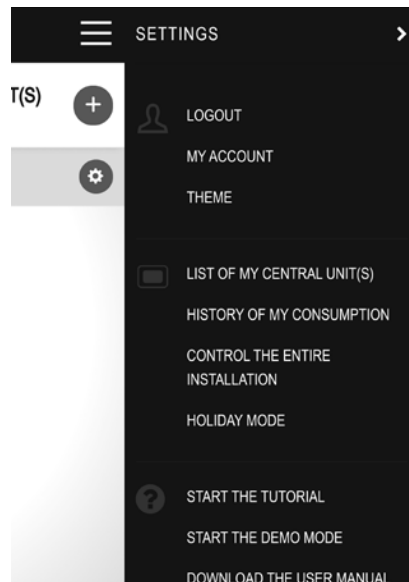 SETTINGS
T(S)
LOGOUT
MY ACCOUNT
THEME
LIST OF MY CENTRAL UNIT(S)
HISTORY OF MY CONSUMPTION
CONTROL THE ENTIRE
INSTALLATION
HOLIDAY MODE
START THE TUTORIAL
START THE DEMO MODE
DOWNLOAD THE USER MANUAL